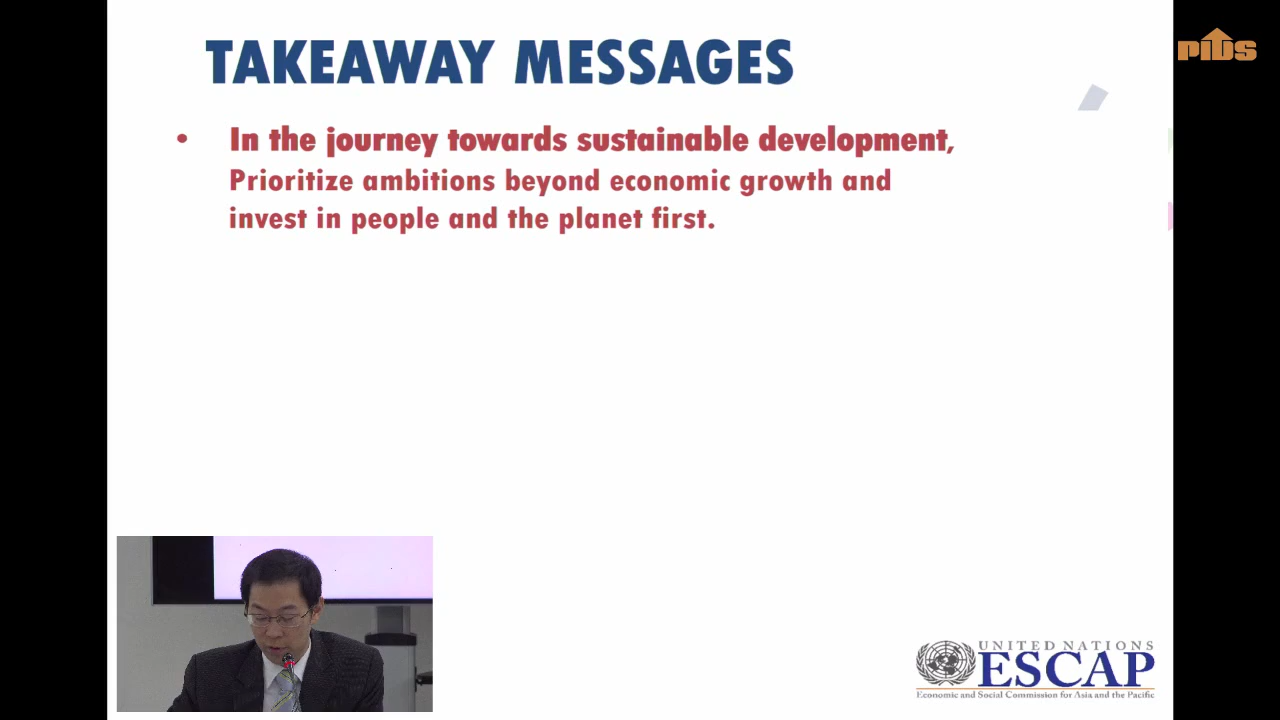 TAKEAWAY MESSAGES
pids
• In the journey towards sustainable development,
Prioritize ambitions beyond economic growth and
invest in people and the planet first.
UNITED NATIONS
ESCAP
Economic and Social Commission for Asia and the Pacific